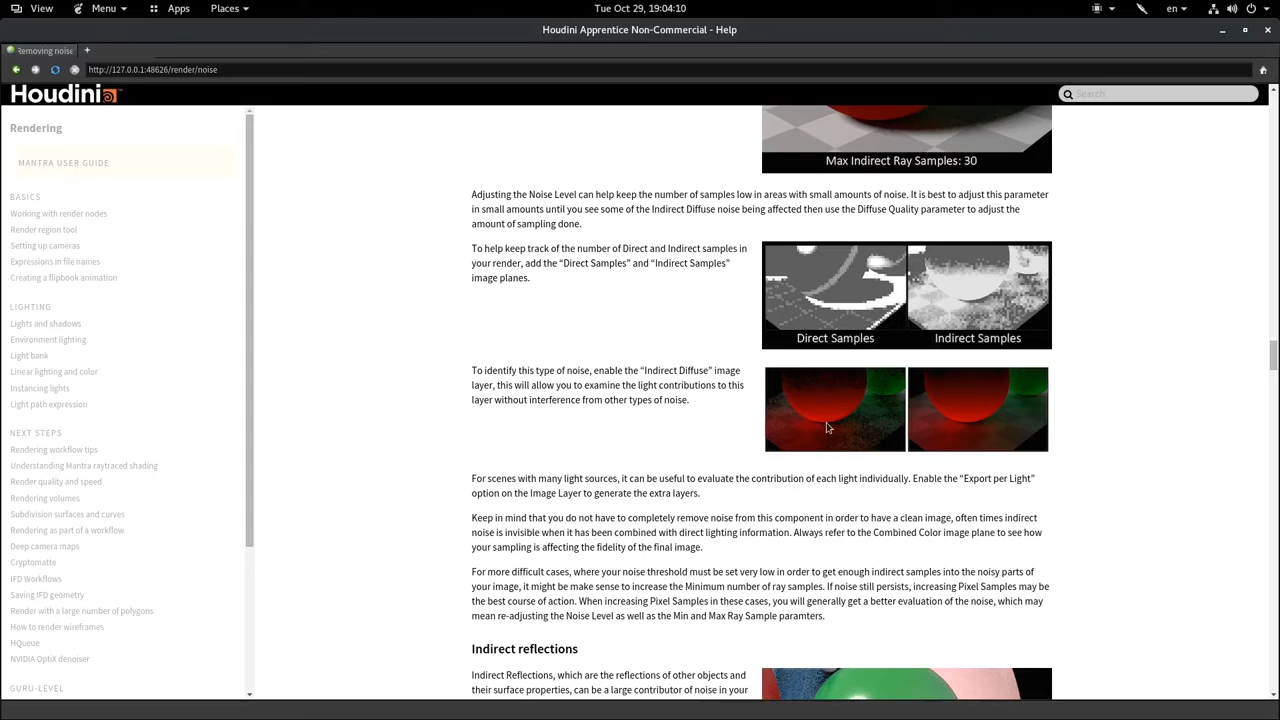 View Menu Apps Places Tue Oct 29, 19:04:10 en
Houdini Apprentice Non-Commercial - Help
Removing noise
http://127.0.0.1:48626/render/noise
Houdini Search
Rendering
MANTRA USER GUIDE
BASICS
Working with render nodes
Render region tool
Setting up cameras
Expressions in file names
Creating a flipbook animation
LIGHTING
Lights and shadows
Environment lighting
Light bank
Linear lighting and color
Instancing lights
Light path expression
NEXT STEPS
Rendering workflow tips
Understanding Mantra raytraced shading
Render quality and speed
Rendering volumes
Subdivision surfaces and curves
Rendering as part of a workflow
Deep camera maps
Cryptomatte
IFD Workflows
Saving IFD geometry
Render with a large number of polygons
How to render wireframes
HQueue
NVIDIA OptiX denoiser
GURU-LEVEL
Max Indirect Ray Samples: 30
Adjusting the Noise Level can help keep the number of samples low in areas with small amounts of noise. It is best to adjust this parameter
in small amounts until you see some of the Indirect Diffuse noise being affected then use the Diffuse Quality parameter to adjust the
amount of sampling done.
To help keep track of the number of Direct and Indirect samples in
your render, add the “Direct Samples” and “Indirect Samples”
image planes.
Direct Samples Indirect Samples
To identify this type of noise, enable the “Indirect Diffuse” image
layer, this will allow you to examine the light contributions to this
layer without interference from other types of noise.
For scenes with many light sources, it can be useful to evaluate the contribution of each light individually. Enable the “Export per Light”
option on the Image Layer to generate the extra layers.
Keep in mind that you do not have to completely remove noise from this component in order to have a clean image, often times indirect
noise is invisible when it has been combined with direct lighting information. Always refer to the Combined Color image plane to see how
your sampling is affecting the fidelity of the final image.
For more difficult cases, where your noise threshold must be set very low in order to get enough indirect samples into the noisy parts of
your image, it might be make sense to increase the Minimum number of ray samples. If noise still persists, increasing Pixel Samples may be
the best course of action. When increasing Pixel Samples in these cases, you will generally get a better evaluation of the noise, which may
mean re-adjusting the Noise Level as well as the Min and Max Ray Sample paramters.
Indirect reflections
Indirect Reflections, which are the reflections of other objects and
their surface properties, can be a large contributor of noise in your